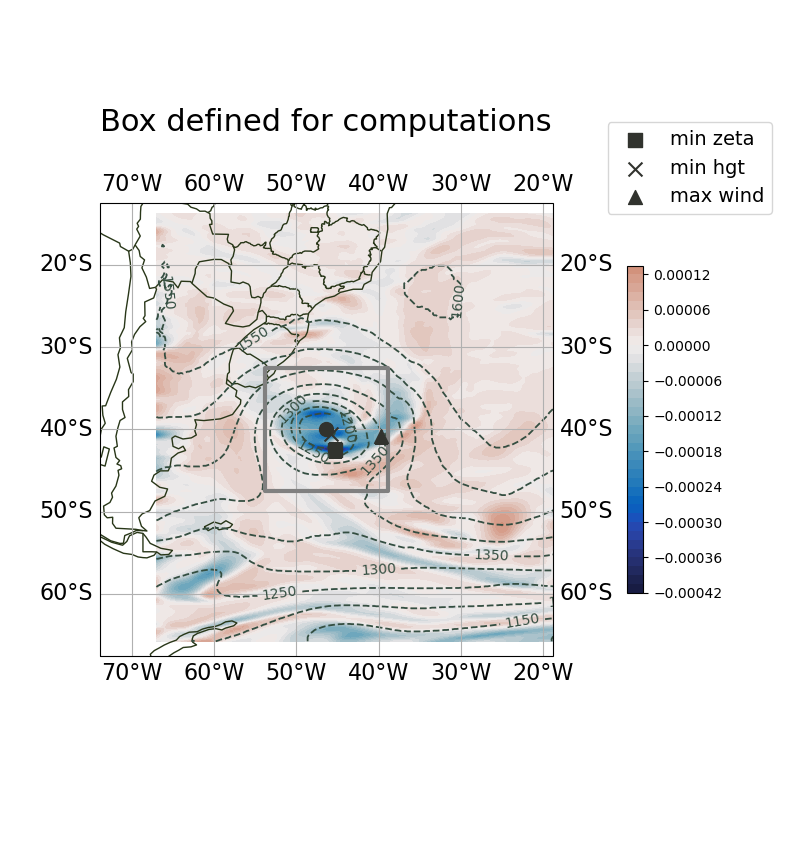 Box defined for computations
min zeta
min hgt
max wind
70°W 60°W 50°W 40°W 30°W 20°W
20°S 20°S
30°S 30°S
40°S 40°S
50°S 50°S
60°S 60°S
70°W 60°W 50°W 40°W 30°W 20°W
1550
1600
1550
1300
1200
1250
1350
1350
1300
1250
1150
0.00012
0.00006
0.00000
−0.00006
−0.00012
−0.00018
−0.00024
−0.00030
−0.00036
−0.00042